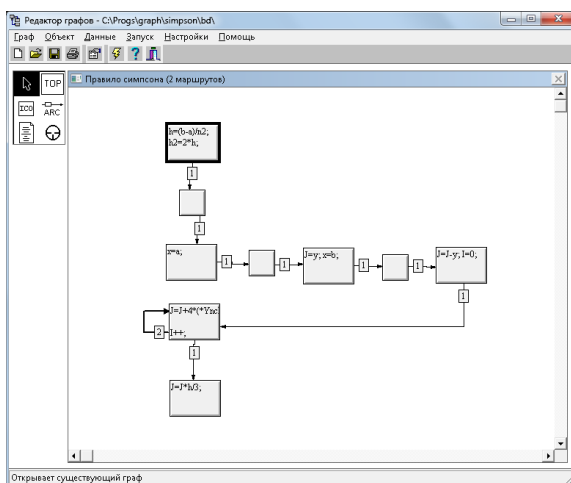 Редактор графов - C:\Progs\graph\simpson\bd\
Граф Объект Данные Запуск Настройки Помощь
TOP
ICO ARC
Правило симпсона (2 маршрутов)
h=(b-a)/n2;
h2=2*h;
1
1
x=a;
1
1
J=y; x=b;
1
1
J=J-y; I=0;
1
J=J+4*(*Ync
I++;
2
1
J=J*h/3;
Открывает существующий граф